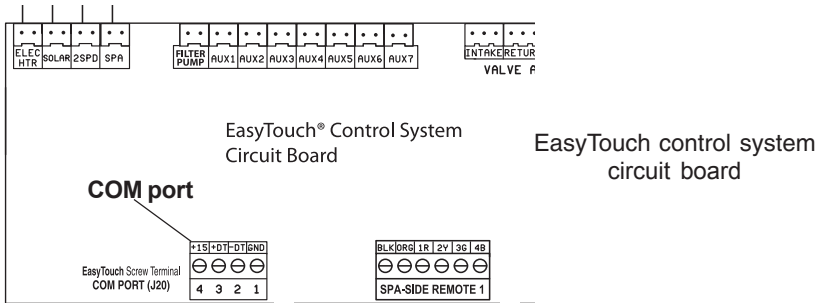 ELEC HTR SOLAR 2SPD SPA
FILTER PUMP AUX1 AUX2 AUX3 AUX4 AUX5 AUX6 AUX7
INTAKE RETUR
VALVE A
EasyTouch® Control System
Circuit Board
EasyTouch control system
circuit board
COM port
+15 +DT -DT GND
EasyTouch Screw Terminal
COM PORT (J20)
4 3 2 1
BLK ORG 1R 2Y 3G 4B
SPA-SIDE REMOTE 1